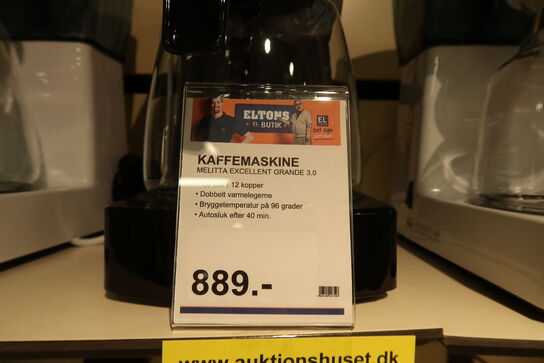 ELTONS
EL BUTIK
EL
KAFFEMASKINE
MELITTA EXCELLENT GRANDE 3.0
/ 12 kopper
• Dobbelt varmelegeme
• Bryggetemperatur på 96 grader
• Autosluk efter 40 min.
889.-
www.auktionshuset.dk